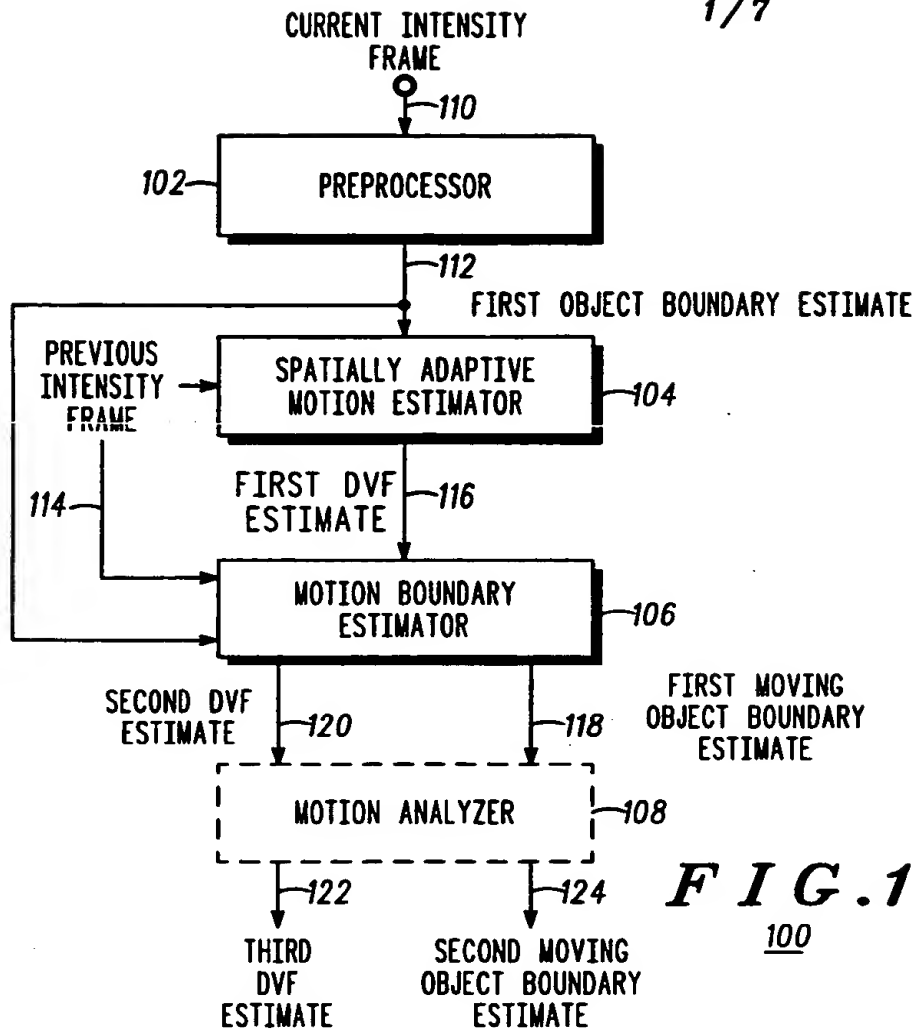 1/7
CURRENT INTENSITY
FRAME
110
102
PREPROCESSOR
112
FIRST OBJECT BOUNDARY ESTIMATE
PREVIOUS
INTENSITY
FRAME
SPATIALLY ADAPTIVE
MOTION ESTIMATOR
104
114
FIRST DVF
ESTIMATE
116
MOTION BOUNDARY
ESTIMATOR
106
SECOND DVF
ESTIMATE
120
118
FIRST MOVING
OBJECT BOUNDARY
ESTIMATE
MOTION ANALYZER
108
122
124
FIG.1
100
THIRD
DVF
ESTIMATE
SECOND MOVING
OBJECT BOUNDARY
ESTIMATE